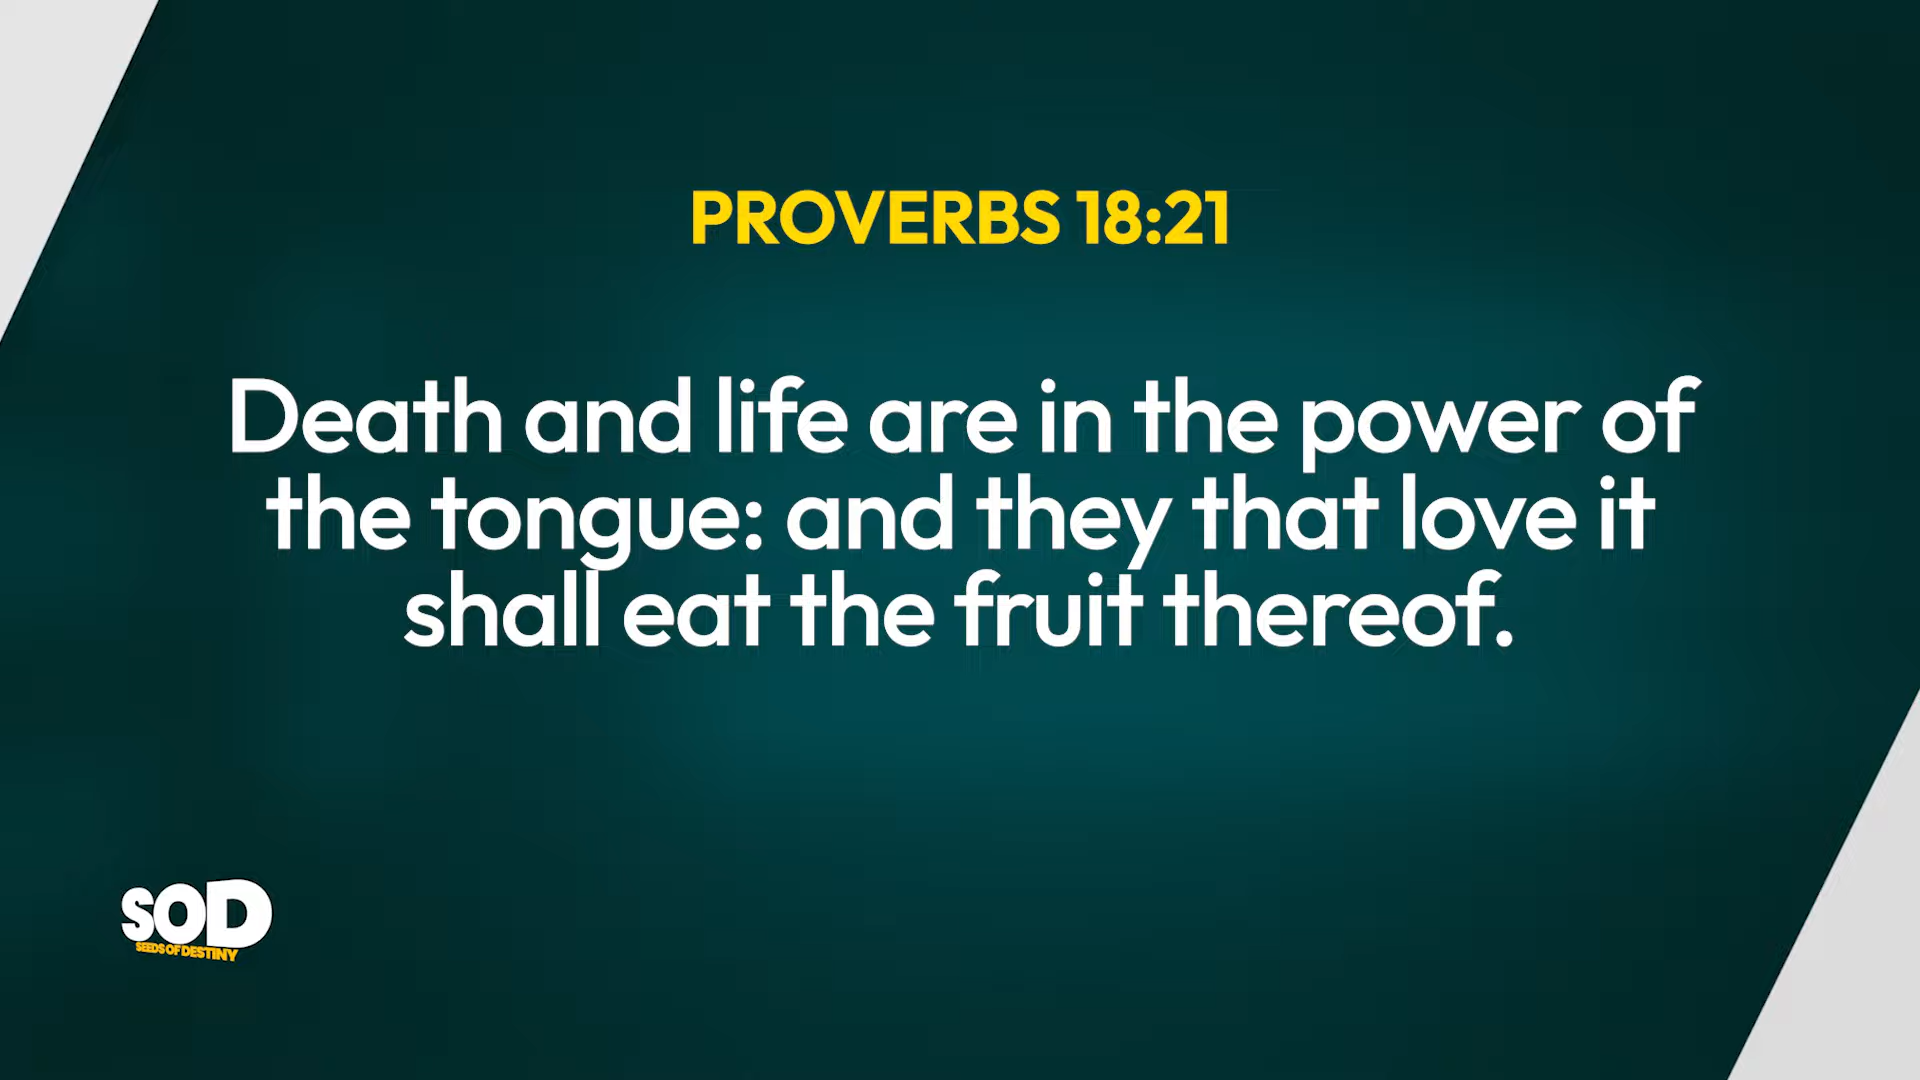 PROVERBS 18:21
Death and life are in the power of
the tongue: and they that love it
shall eat the fruit thereof.
SOD
SEEDS OF DESTINY